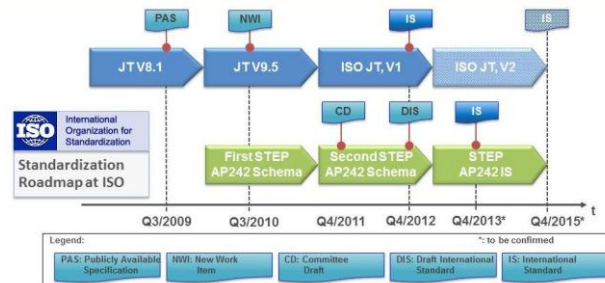 PAS
NWI
IS
IS
JT V8.1
JT V9.5
ISO JT, V1
ISO JT, V2
CD
DIS
IS
ISO
International
Organization for
Standardization
Standardization
Roadmap at ISO
First STEP
AP242 Schema
Second STEP
AP242 Schema
STEP
AP242 IS
t
Q3/2009
Q3/2010
Q4/2011
Q4/2012
Q4/2013*
Q4/2015*
Legend:
*: to be confirmed
PAS: Publicly Available
Specification
NWI: New Work
Item
CD: Committee
Draft
DIS: Draft International
Standard
IS: International
Standard